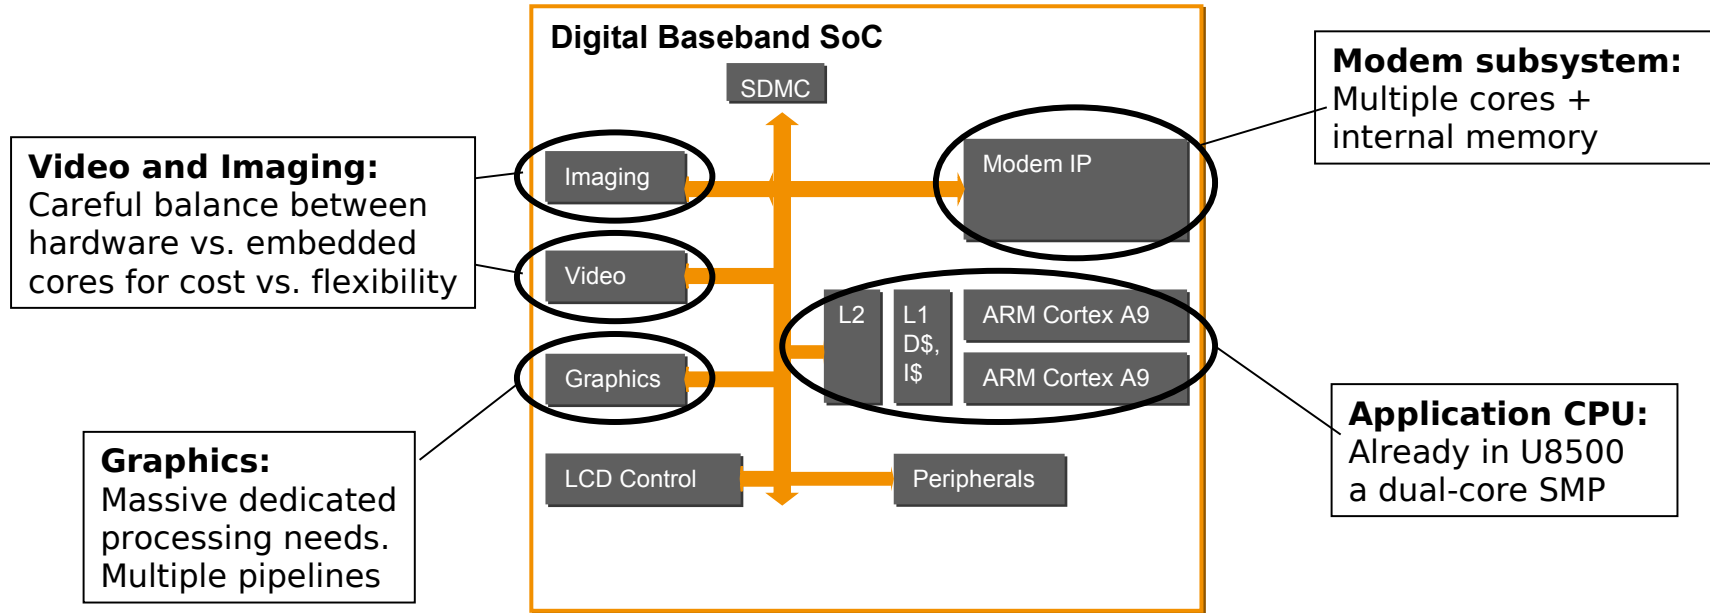 Digital Baseband SoC
SDMC
Imaging
Video
Graphics
LCD Control
Modem IP
L2
L1
D$,
I$
ARM Cortex A9
ARM Cortex A9
Peripherals
Video and Imaging:
Careful balance between
hardware vs. embedded
cores for cost vs. flexibility
Graphics:
Massive dedicated
processing needs.
Multiple pipelines
Modem subsystem:
Multiple cores +
internal memory
Application CPU:
Already in U8500
a dual-core SMP